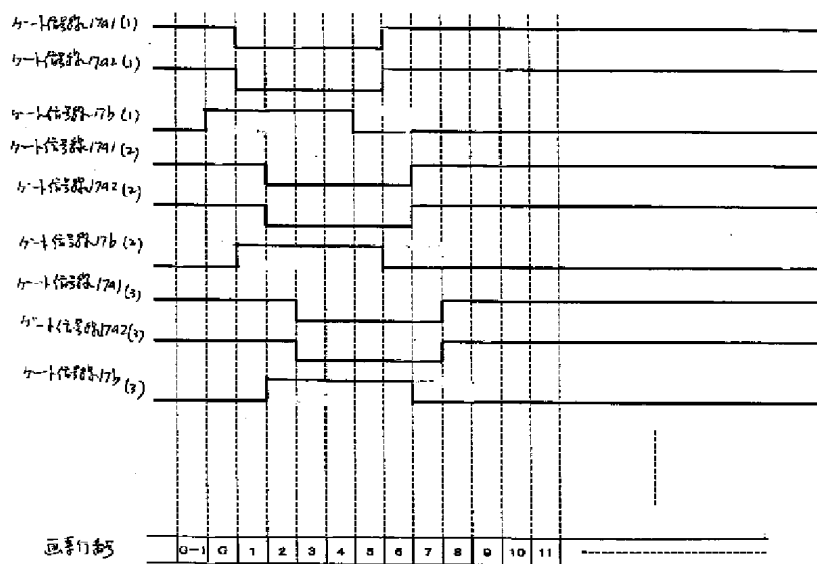 ゲート信号線17a1(1)
ゲート信号線17a2(1)
ゲート信号線17b(1)
ゲート信号線17a1(2)
ゲート信号線17a2(2)
ゲート信号線17b(2)
ゲート信号線17a1(3)
ゲート信号線17a2(3)
ゲート信号線17b(3)
画素行番号 G-1 G 1 2 3 4 5 6 7 8 9 10 11